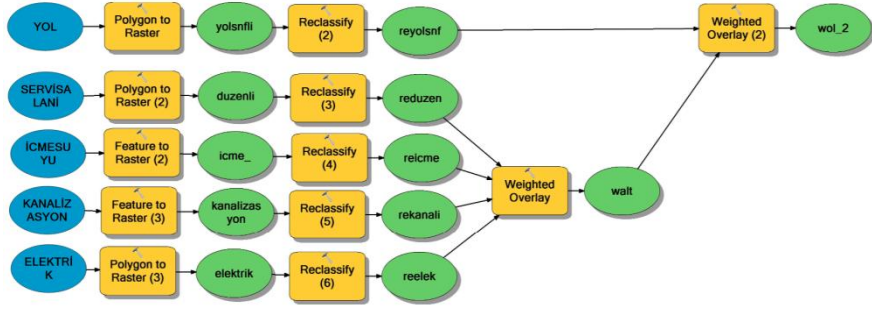 YOL
Polygon to
Raster
yolsnfli
Reclassify
(2)
reyolsnf
Weighted
Overlay (2)
wol_2
SERVİSA
LANİ
Polygon to
Raster (2)
duzenli
Reclassify
(3)
reduzen
İCMESU
YU
Feature to
Raster (2)
icme_
Reclassify
(4)
reicme
Weighted
Overlay
walt
KANALİZ
ASYON
Feature to
Raster (3)
kanalizas
yon
Reclassify
(5)
rekanali
ELEKTRİ
K
Polygon to
Raster (3)
elektrik
Reclassify
(6)
reelek